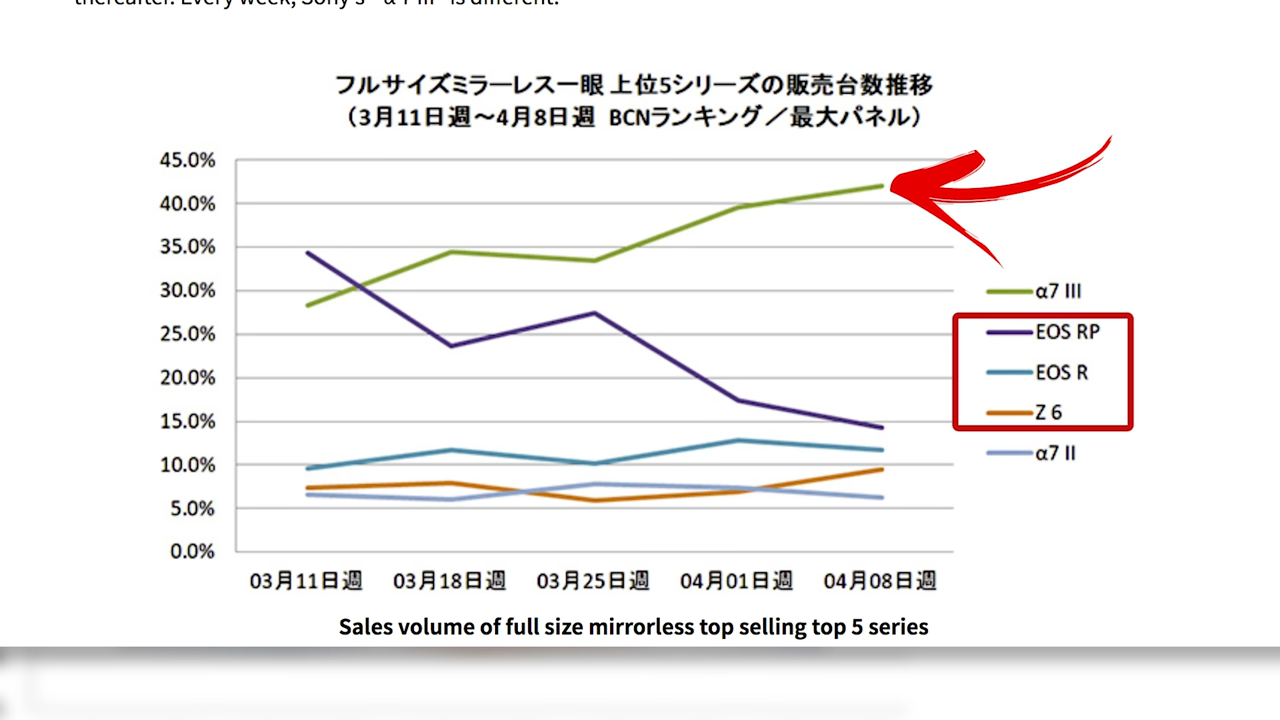 thereafter. Every week, Sony's "α7 III" is different.
フルサイズミラーレス一眼 上位5シリーズの販売台数推移
（3月11日週～4月8日週 BCNランキング／最大パネル）
45.0%
40.0%
35.0%
30.0%
25.0%
20.0%
15.0%
10.0%
5.0%
0.0%
03月11日週 03月18日週 03月25日週 04月01日週 04月08日週
α7 III
EOS RP
EOS R
Z 6
α7 II
Sales volume of full size mirrorless top selling top 5 series